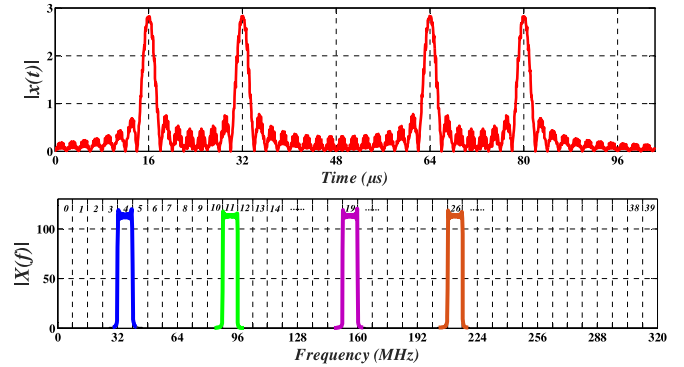 3
2
1
0
|x(t)|
0 16 32 48 64 80 96
Time (μs)
0 1 2 3 4 5 6 7 8 9 10 11 12 13 14 ...... 19 ...... 26 ...... 38 39
100
50
0
|X(f)|
0 32 64 96 128 160 192 224 256 288 320
Frequency (MHz)